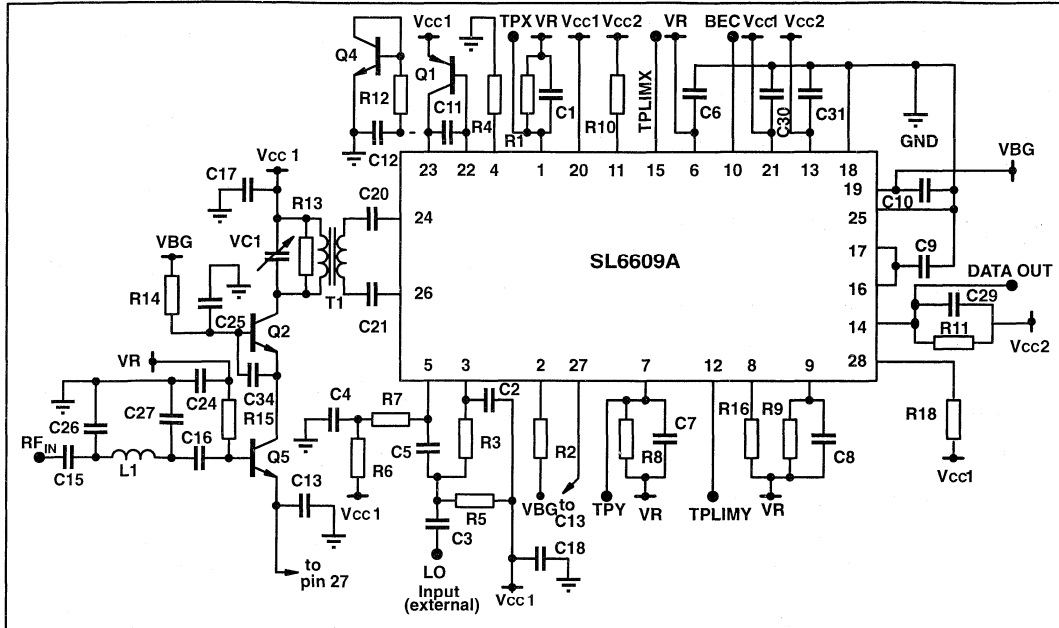 Vcc1 TPX VR Vcc1 Vcc2 VR BEC Vcc1 Vcc2
Q4
Q1
R12
C11
R4
R1
C1
R10
TPLIMX
C6
C30
C31
GND
C12
23 22 4 1 20 11 15 6 10 21 13 18
VBG
C17
Vcc 1
R13
C20
24
19
C10
25
VC1
SL6609A
17
C9
VBG
16
DATA OUT
R14
T1
26
C21
C29
14
R11
C25
Q2
Vcc2
VR
28
5 3 2 27 7 12 8 9
C24
C34
R15
C4
R7
C2
C26
C27
C16
R3
R2
C7
R16
R9
R18
RF IN
C5
R8
C8
Q5
R6
C15
L1
C13
Vcc1
Vcc 1
R5
VBG
to
C13
TPY
VR
TPLIMY
VR
C3
C18
to
pin 27
LO
Input
(external)
Vcc 1